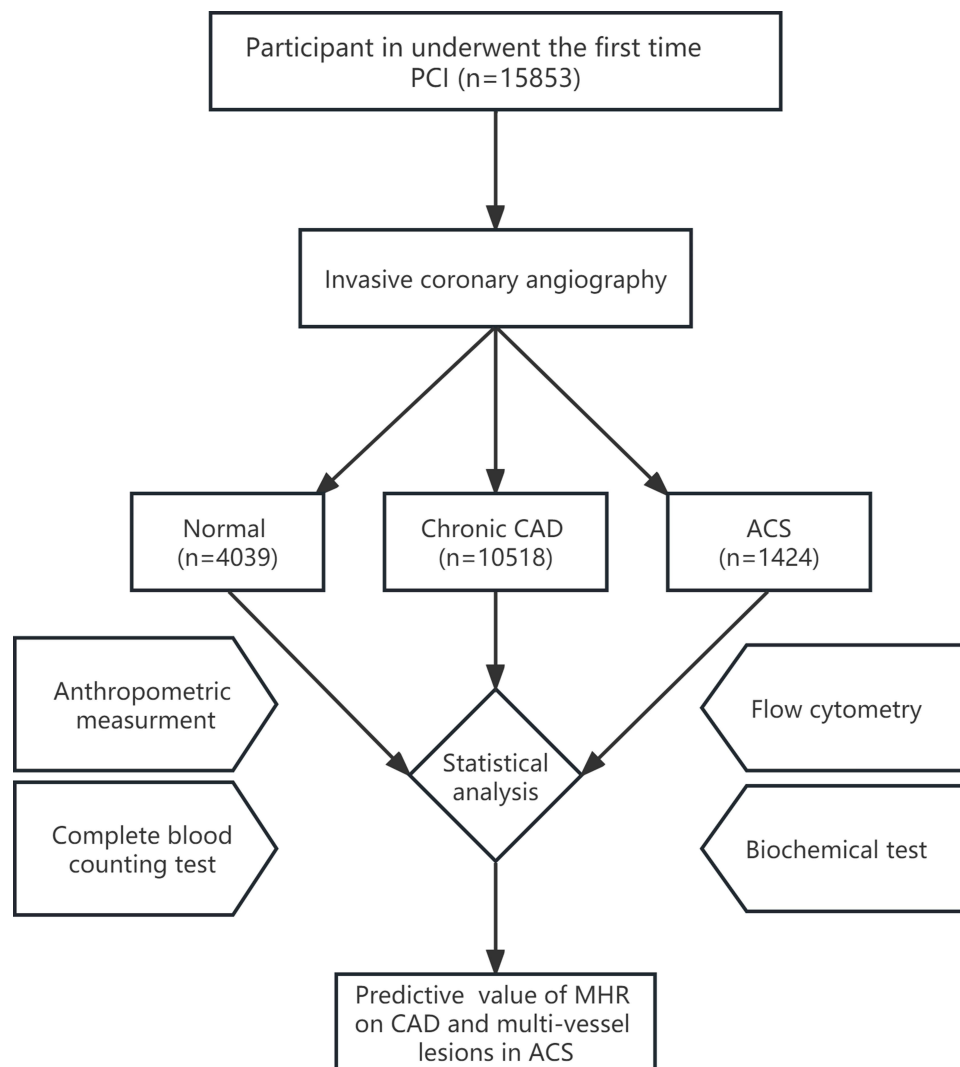 Participant in underwent the first time
PCI (n=15853)
Invasive coronary angiography
Normal
(n=4039)
Chronic CAD
(n=10518)
ACS
(n=1424)
Anthropometric
measurment
Flow cytometry
Statistical
analysis
Complete blood
counting test
Biochemical test
Predictive value of MHR
on CAD and multi-vessel
lesions in ACS